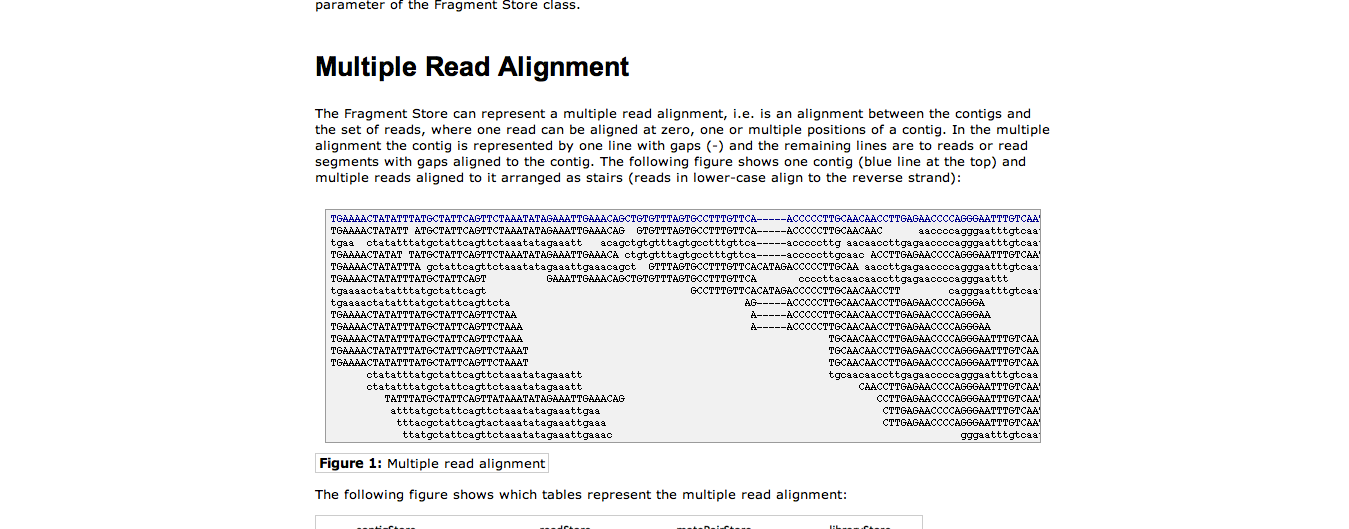 parameter of the Fragment Store class.
Multiple Read Alignment
The Fragment Store can represent a multiple read alignment, i.e. is an alignment between the contigs and
the set of reads, where one read can be aligned at zero, one or multiple positions of a contig. In the multiple
alignment the contig is represented by one line with gaps (-) and the remaining lines are to reads or read
segments with gaps aligned to the contig. The following figure shows one contig (blue line at the top) and
multiple reads aligned to it arranged as stairs (reads in lower-case align to the reverse strand):
TGAAAACTATATTTATGCTATTCAGTTCTAAATATAGAAATTGAAACAGCTGTGTTTAGTGCCTTTGTTCA-----ACCCCCTTGCAACAACCTTGAGAACCCCAGGGAATTTGTCAA
TGAAAACTATATT ATGCTATTCAGTTCTAAATATAGAAATTGAAACAG GTGTTTAGTGCCTTTGTTCA-----ACCCCCTTGCAACAAC aaccccagggaatttgtcaa
tgaa ctatatttatgctattcagttctaaatatagaaatt acagctgtgtttagtgcctttgttca-----acccccttg aacaaccttgagaaccccagggaatttgtcaa
TGAAAACTATAT TATGCTATTCAGTTCTAAATATAGAAATTGAAACA ctgtgtttagtgcctttgttca-----acccccttgcaac ACCTTGAGAACCCCAGGGAATTTGTCAA
TGAAAACTATATTTA gctattcagttctaaatatagaaattgaaacagct GTTTAGTGCCTTTGTTCACATAGACCCCCTTGCAA aaccttgagaaccccagggaatttgtcaa
TGAAAACTATATTTATGCTATTCAGT GAAATTGAAACAGCTGTGTTTAGTGCCTTTGTTCA ccccttacaacaaccttgagaaccccagggaattt
tgaaaactatatttatgctattcagt GCCTTTGTTCACATAGACCCCCTTGCAACAACCTT cagggaatttgtcaa
tgaaaactatatttatgctattcagttcta AG-----ACCCCCTTGCAACAACCTTGAGAACCCCAGGGA
TGAAAACTATATTTATGCTATTCAGTTCTAA A-----ACCCCCTTGCAACAACCTTGAGAACCCCAGGGAA
TGAAAACTATATTTATGCTATTCAGTTCTAAA A-----ACCCCCTTGCAACAACCTTGAGAACCCCAGGGAA
TGAAAACTATATTTATGCTATTCAGTTCTAAA TGCAACAACCTTGAGAACCCCAGGGAATTTGTCAA
TGAAAACTATATTTATGCTATTCAGTTCTAAAT TGCAACAACCTTGAGAACCCCAGGGAATTTGTCAA
TGAAAACTATATTTATGCTATTCAGTTCTAAAT TGCAACAACCTTGAGAACCCCAGGGAATTTGTCAA
ctatatttatgctattcagttctaaatatagaaatt tgcaacaaccttgagaaccccagggaatttgtcaa
ctatatttatgctattcagttctaaatatagaaatt CAACCTTGAGAACCCCAGGGAATTTGTCAA
TATTTATGCTATTCAGTTATAAATATAGAAATTGAAACAG CCTTGAGAACCCCAGGGAATTTGTCAA
atttatgctattcagttctaaatatagaaattgaa CTTGAGAACCCCAGGGAATTTGTCAA
tttacgctattcagtactaaatatagaaattgaaa CTTGAGAACCCCAGGGAATTTGTCAA
ttatgctattcagttctaaatatagaaattgaaac gggaatttgtcaa
Figure 1: Multiple read alignment
The following figure shows which tables represent the multiple read alignment:
contigStore readStore matePairStore libraryStore